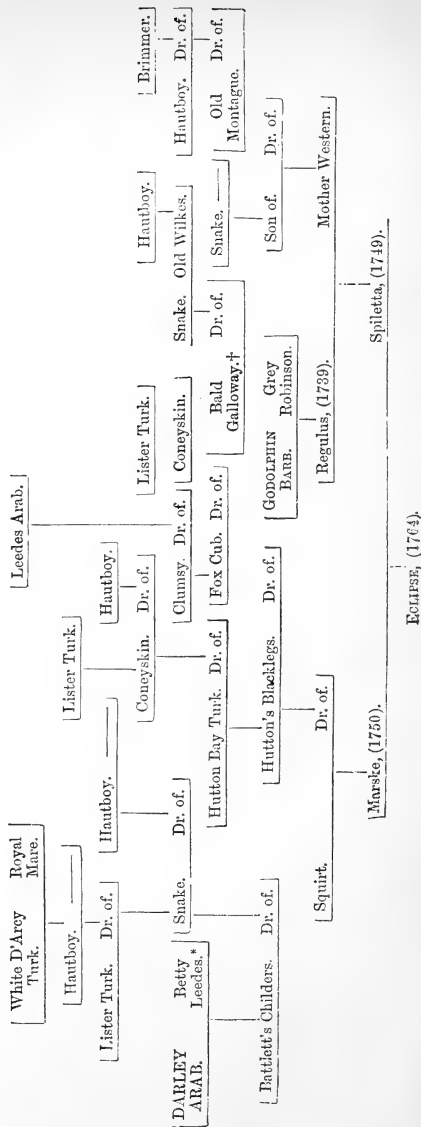 White D'Arcy Royal
Turk. Mare.
Leedes Arab.
Hautboy.
Lister Turk.
Lister Turk. Dr. of.
Hautboy.
Hautboy.
Lister Turk.
Hautboy.
Brimmer.
DARLEY Betty
ARAB. Leedes.*
Snake. Dr. of.
Coneyskin. Dr. of.
Clumsy. Dr. of.
Coneyskin.
Snake. Old Wilkes.
Hautboy. Dr. of.
Hutton Bay Turk. Dr. of.
Fox Cub. Dr. of.
Bald
Galloway.†
Dr. of.
Snake.
Old
Montague.
Dr. of.
Bartlett's Childers. Dr. of.
Hutton's Blacklegs. Dr. of.
GODOLPHIN Grey
BARB. Robinson.
Son of. Dr. of.
Squirt. Dr. of.
Regulus, (1739). Mother Western.
Marske, (1750). Spiletta, (1749).
ECLIPSE, (1764).